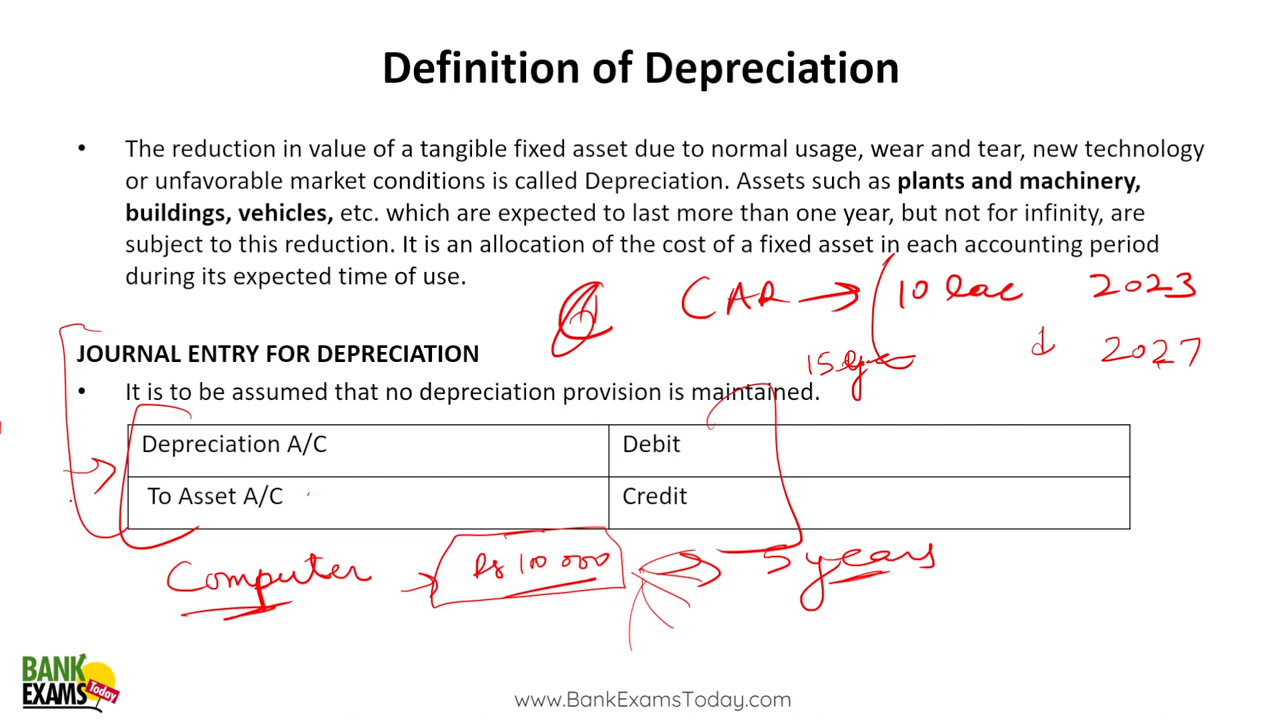 Definition of Depreciation
• The reduction in value of a tangible fixed asset due to normal usage, wear and tear, new technology
or unfavorable market conditions is called Depreciation. Assets such as plants and machinery,
buildings, vehicles, etc. which are expected to last more than one year, but not for infinity, are
subject to this reduction. It is an allocation of the cost of a fixed asset in each accounting period
during its expected time of use.
CAR → 10 lac 2023
2027
JOURNAL ENTRY FOR DEPRECIATION
• It is to be assumed that no depreciation provision is maintained.
Depreciation A/C Debit
To Asset A/C Credit
Computer → Rs 100 000 5 years
BANK
EXAMS
Today
www.BankExamsToday.com